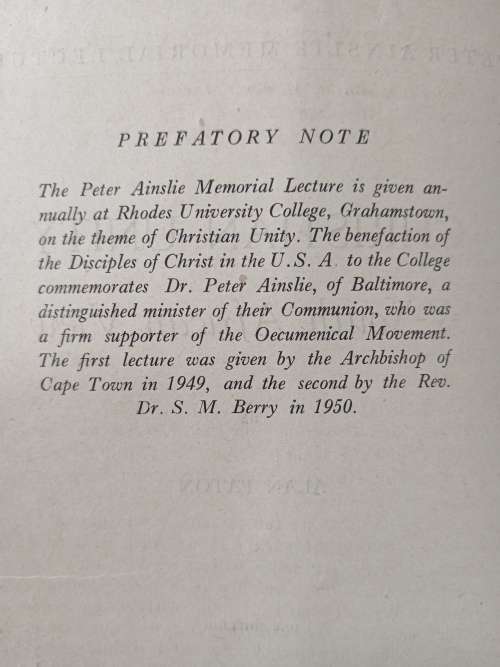 PREFATORY NOTE
The Peter Ainslie Memorial Lecture is given an-
nually at Rhodes University College, Grahamstown,
on the theme of Christian Unity. The benefaction of
the Disciples of Christ in the U.S.A. to the College
commemorates Dr. Peter Ainslie, of Baltimore, a
distinguished minister of their Communion, who was
a firm supporter of the Oecumenical Movement.
The first lecture was given by the Archbishop of
Cape Town in 1949, and the second by the Rev.
Dr. S. M. Berry in 1950.